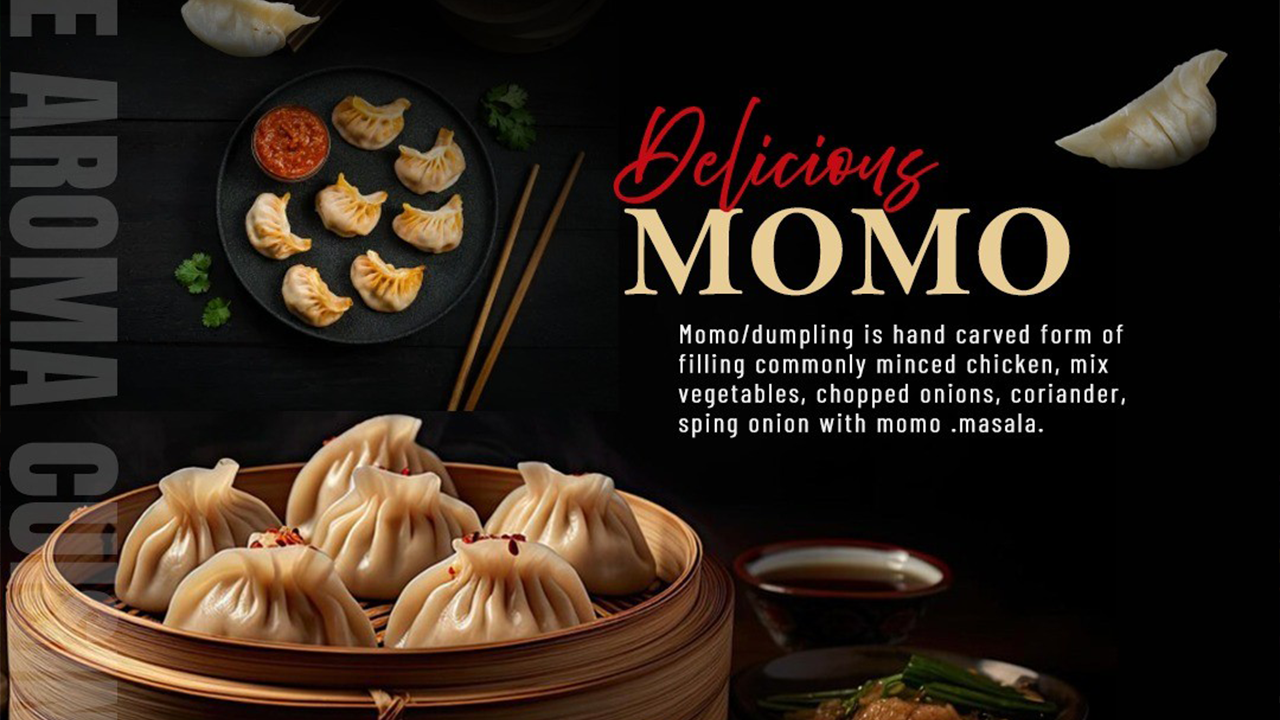 E AROMA
Delicious
MOMO
Momo/dumpling is hand carved form of
filling commonly minced chicken, mix
vegetables, chopped onions, coriander,
sping onion with momo .masala.